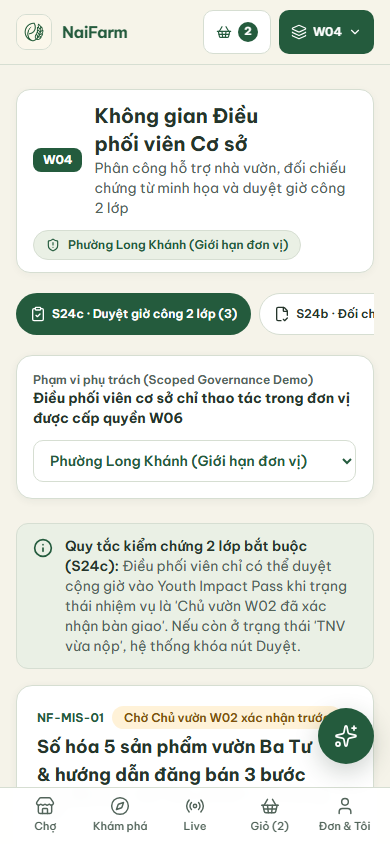 NaiFarm
2
W04
W04
Không gian Điều
phối viên Cơ sở
Phân công hỗ trợ nhà vườn, đối chiếu
chứng từ minh họa và duyệt giờ công
2 lớp
Phường Long Khánh (Giới hạn đơn vị)
S24c · Duyệt giờ công 2 lớp (3)
S24b · Đối ch
Phạm vi phụ trách (Scoped Governance Demo)
Điều phối viên cơ sở chỉ thao tác trong đơn vị
được cấp quyền W06
Phường Long Khánh (Giới hạn đơn vị)
Quy tắc kiểm chứng 2 lớp bắt buộc
(S24c): Điều phối viên chỉ có thể duyệt
cộng giờ vào Youth Impact Pass khi trạng
thái nhiệm vụ là 'Chủ vườn W02 đã xác
nhận bàn giao'. Nếu còn ở trạng thái 'TNV
vừa nộp', hệ thống khóa nút Duyệt.
NF-MIS-01
Chờ Chủ vườn W02 xác nhận trước
Số hóa 5 sản phẩm vườn Ba Tư
& hướng dẫn đăng bán 3 bước
Chợ
Khám phá
Live
Giỏ (2)
Đơn & Tôi